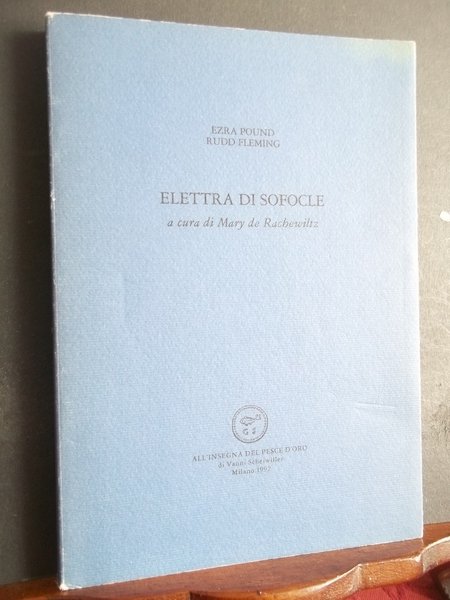 EZRA POUND
RUDD FLEMING
ELETTRA DI SOFOCLE
a cura di Mary de Rachewiltz
G S
ALL'INSEGNA DEL PESCE D'ORO
di Vanni Scheiwiller
Milano 1992